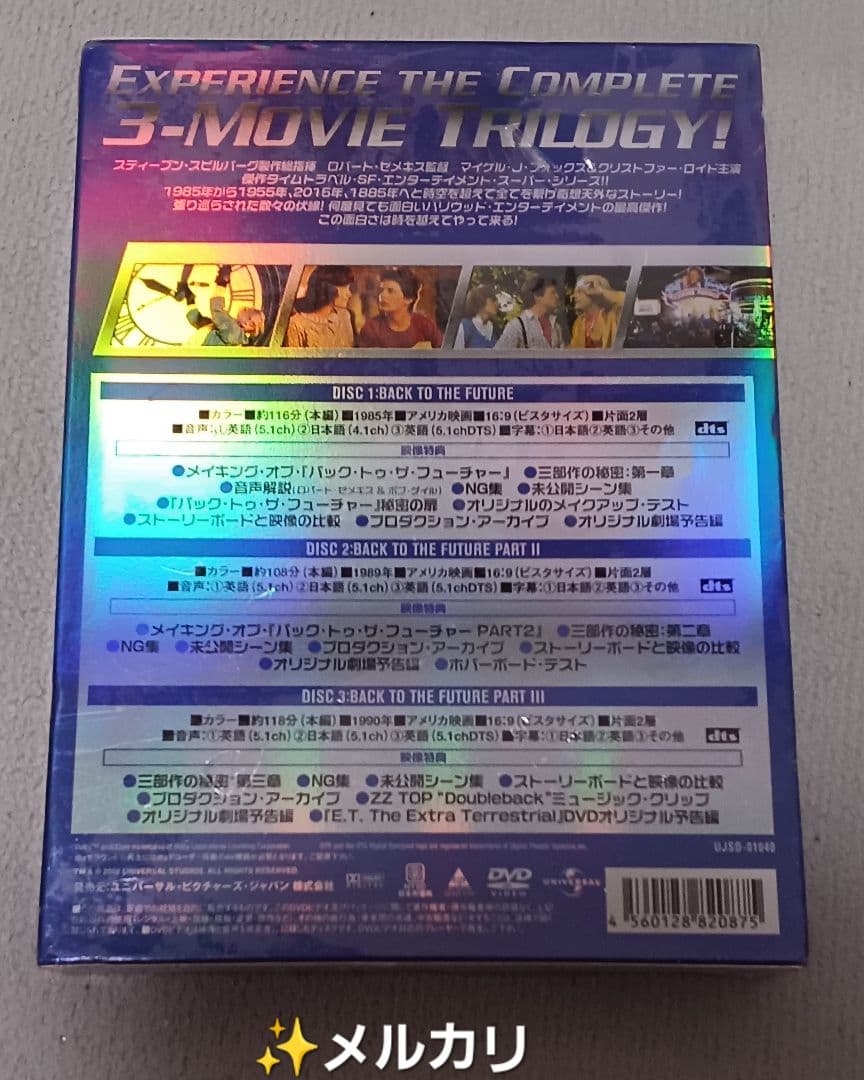 EXPERIENCE THE COMPLETE
3-MOVIE TRILOGY!
スティーブン・スピルバーグ製作総指揮 ロバート・ゼメキス監督 マイケル・J・フォックス&クリストファー・ロイド主演
傑作タイムトラベル・SF・エンターテイメント・スーパー・シリーズ!!
1985年から1955年、2015年、1885年へと時空を超えて全てを繋げ奇想天外なストーリー!
張り巡らされた数々の伏線! 何度見ても面白いハリウッド・エンターテイメントの最高傑作!
この面白さは時を越えてやって来る!
DISC 1:BACK TO THE FUTURE
■カラー■約116分(本編)■1985年■アメリカ映画■16:9(ビスタサイズ)■片面2層
■音声:①英語(5.1ch)②日本語(4.1ch)③英語(5.1chDTS)■字幕:①日本語②英語③その他
dts
映像特典
●メイキング・オブ・『バック・トゥ・ザ・フューチャー』 ●三部作の秘密:第一章
●音声解説(ロバート・ゼメキス & ボブ・ゲイル) ●NG集 ●未公開シーン集
●『バック・トゥ・ザ・フューチャー』秘密の扉 ●オリジナルのメイクアップ・テスト
●ストーリーボードと映像の比較 ●プロダクション・アーカイブ ●オリジナル劇場予告編
DISC 2:BACK TO THE FUTURE PART II
■カラー■約108分(本編)■1989年■アメリカ映画■16:9(ビスタサイズ)■片面2層
■音声:①英語(5.1ch)②日本語(5.1ch)③英語(5.1chDTS)■字幕:①日本語②英語③その他
dts
映像特典
●メイキング・オブ・『バック・トゥ・ザ・フューチャー PART2』 ●三部作の秘密:第二章
●NG集 ●未公開シーン集 ●プロダクション・アーカイブ ●ストーリーボードと映像の比較
●オリジナル劇場予告編 ●ホバーボード・テスト
DISC 3:BACK TO THE FUTURE PART III
■カラー■約118分(本編)■1990年■アメリカ映画■16:9(ビスタサイズ)■片面2層
■音声:①英語(5.1ch)②日本語(5.1ch)③英語(5.1chDTS)■字幕:①日本語②英語③その他
dts
映像特典
●三部作の秘密:第三章 ●NG集 ●未公開シーン集 ●ストーリーボードと映像の比較
●プロダクション・アーカイブ ●ZZ TOP "Doubleback"ミュージック・クリップ
●オリジナル劇場予告編 ●『E.T. The Extra Terrestrial』DVDオリジナル予告編
UJSD-01040
UNIVERSAL STUDIOS. ALL RIGHTS RESERVED.
発売元:ユニバーサル・ピクチャーズ・ジャパン 株式会社
DVD
VIDEO
UNIVERSAL
4 560128 820875
✨メルカリ